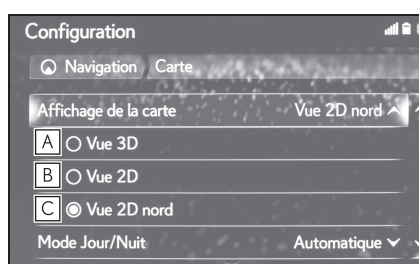 Configuration
Navigation Carte
Affichage de la carte Vue 2D nord
A Vue 3D
B Vue 2D
C Vue 2D nord
Mode Jour/Nuit Automatique